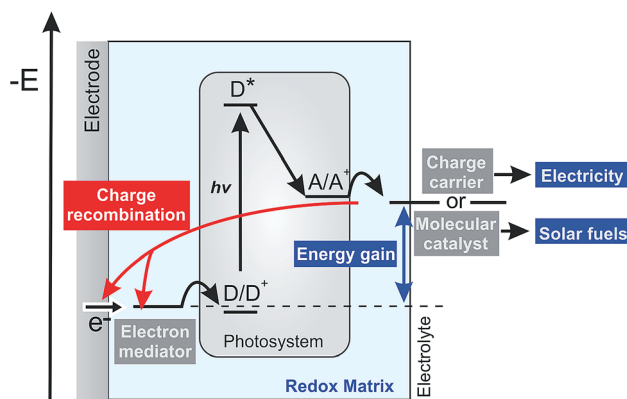 -E
Electrode
D*
hv
A/A+
Charge
recombination
Energy gain
Charge
carrier
Electricity
or
Molecular
catalyst
Solar fuels
D/D+
e-
Electron
mediator
Photosystem
Redox Matrix
Electrolyte